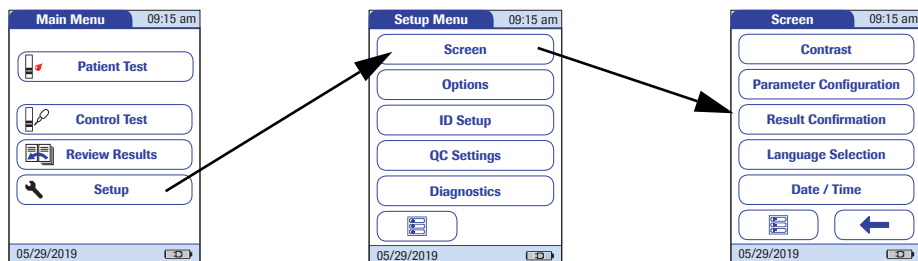 Main Menu 09:15 am
Patient Test
Control Test
Review Results
Setup
05/29/2019
Setup Menu 09:15 am
Screen
Options
ID Setup
QC Settings
Diagnostics
05/29/2019
Screen 09:15 am
Contrast
Parameter Configuration
Result Confirmation
Language Selection
Date / Time
05/29/2019